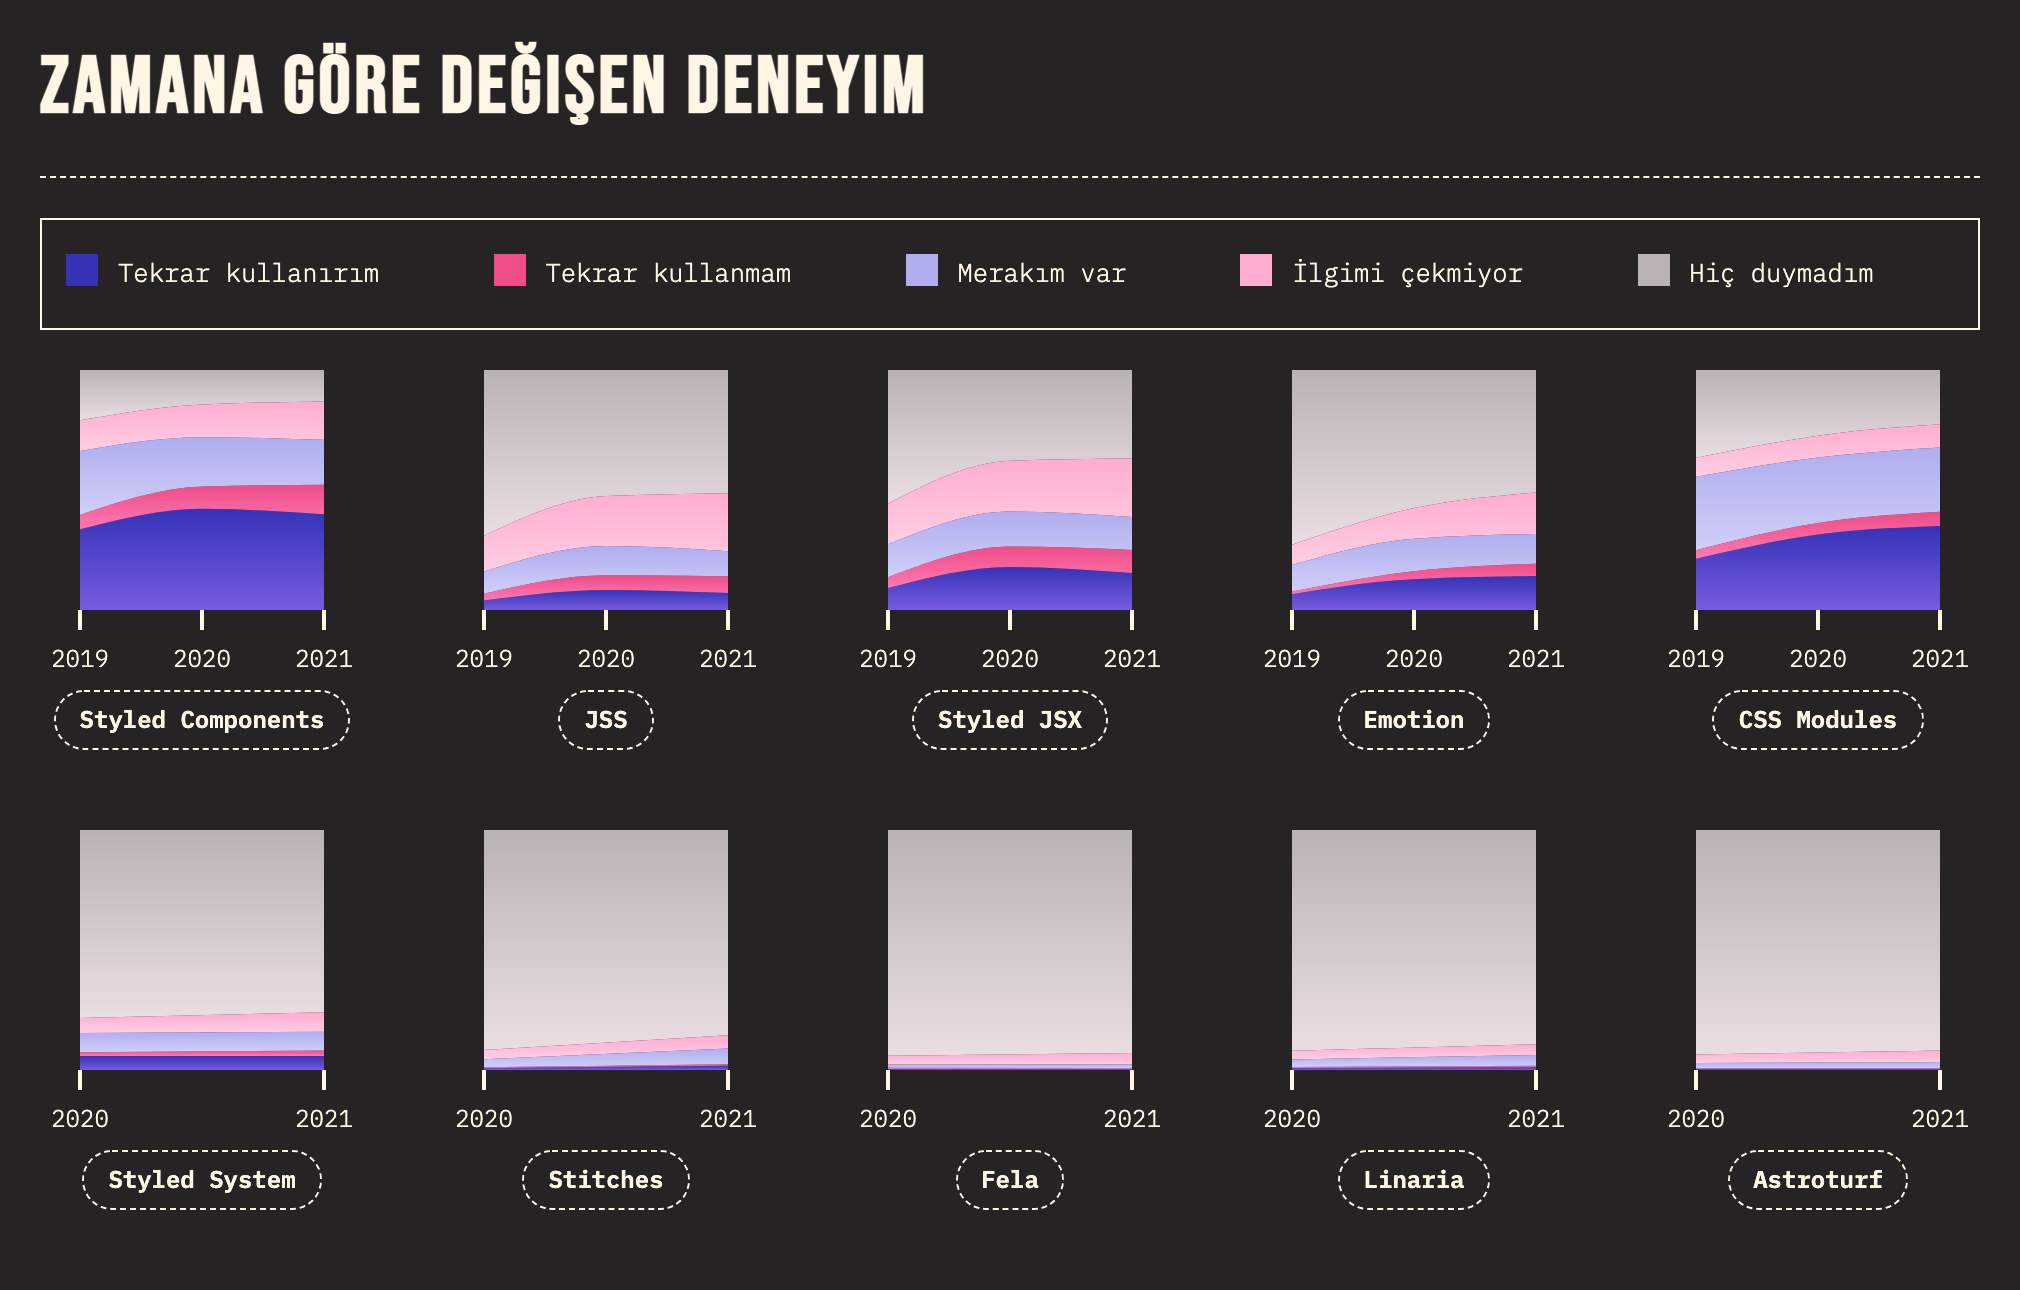 ZAMANA GÖRE DEĞIŞEN DENEYIM
Tekrar kullanırım Tekrar kullanmam Merakım var İlgimi çekmiyor Hiç duymadım
2019 2020 2021 2019 2020 2021 2019 2020 2021 2019 2020 2021 2019 2020 2021
Styled Components JSS Styled JSX Emotion CSS Modules
2020 2021 2020 2021 2020 2021 2020 2021 2020 2021
Styled System Stitches Fela Linaria Astroturf